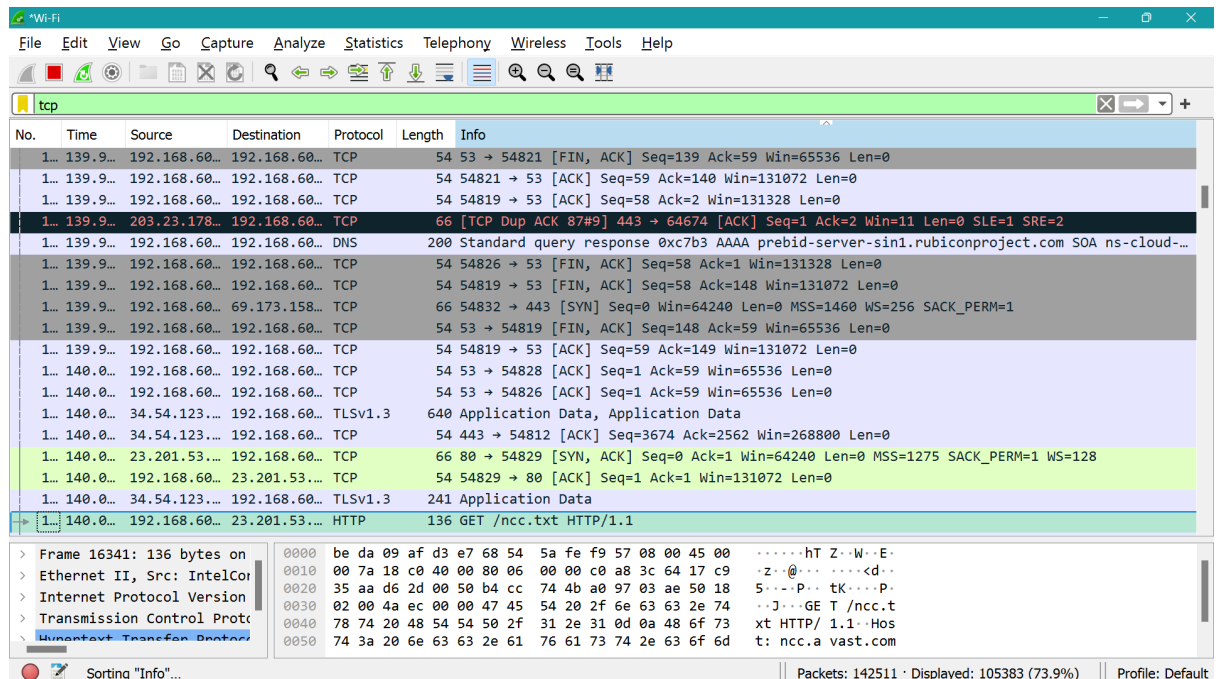 *Wi-Fi
File Edit View Go Capture Analyze Statistics Telephony Wireless Tools Help
tcp
No. Time Source Destination Protocol Length Info
1… 139.9… 192.168.60… 192.168.60… TCP 54 53 → 54821 [FIN, ACK] Seq=139 Ack=59 Win=65536 Len=0
1… 139.9… 192.168.60… 192.168.60… TCP 54 54821 → 53 [ACK] Seq=59 Ack=140 Win=131072 Len=0
1… 139.9… 192.168.60… 192.168.60… TCP 54 54819 → 53 [ACK] Seq=58 Ack=2 Win=131328 Len=0
1… 139.9… 203.23.178… 192.168.60… TCP 66 [TCP Dup ACK 87#9] 443 → 64674 [ACK] Seq=1 Ack=2 Win=11 Len=0 SLE=1 SRE=2
1… 139.9… 192.168.60… 192.168.60… DNS 200 Standard query response 0xc7b3 AAAA prebid-server-sin1.rubiconproject.com SOA ns-cloud-…
1… 139.9… 192.168.60… 192.168.60… TCP 54 54826 → 53 [FIN, ACK] Seq=58 Ack=1 Win=131328 Len=0
1… 139.9… 192.168.60… 192.168.60… TCP 54 54819 → 53 [FIN, ACK] Seq=58 Ack=148 Win=131072 Len=0
1… 139.9… 192.168.60… 69.173.158… TCP 66 54832 → 443 [SYN] Seq=0 Win=64240 Len=0 MSS=1460 WS=256 SACK_PERM=1
1… 139.9… 192.168.60… 192.168.60… TCP 54 53 → 54819 [FIN, ACK] Seq=148 Ack=59 Win=65536 Len=0
1… 139.9… 192.168.60… 192.168.60… TCP 54 54819 → 53 [ACK] Seq=59 Ack=149 Win=131072 Len=0
1… 140.0… 192.168.60… 192.168.60… TCP 54 53 → 54828 [ACK] Seq=1 Ack=59 Win=65536 Len=0
1… 140.0… 192.168.60… 192.168.60… TCP 54 53 → 54826 [ACK] Seq=1 Ack=59 Win=65536 Len=0
1… 140.0… 34.54.123.… 192.168.60… TLSv1.3 640 Application Data, Application Data
1… 140.0… 34.54.123.… 192.168.60… TCP 54 443 → 54812 [ACK] Seq=3674 Ack=2562 Win=268800 Len=0
1… 140.0… 23.201.53.… 192.168.60… TCP 66 80 → 54829 [SYN, ACK] Seq=0 Ack=1 Win=64240 Len=0 MSS=1275 SACK_PERM=1 WS=128
1… 140.0… 192.168.60… 23.201.53.… TCP 54 54829 → 80 [ACK] Seq=1 Ack=1 Win=131072 Len=0
1… 140.0… 34.54.123.… 192.168.60… TLSv1.3 241 Application Data
1… 140.0… 192.168.60… 23.201.53.… HTTP 136 GET /ncc.txt HTTP/1.1
Frame 16341: 136 bytes on
Ethernet II, Src: IntelCor
Internet Protocol Version
Transmission Control Proto
Hypertext Transfer Protoco
0000 be da 09 af d3 e7 68 54 5a fe f9 57 08 00 45 00 ······hT Z··W··E·
0010 00 7a 18 c0 40 00 80 06 00 00 c0 a8 3c 64 17 c9 ·z··@··· ····<d··
0020 35 aa d6 2d 00 50 b4 cc 74 4b a0 97 03 ae 50 18 5··-·P·· tK····P·
0030 02 00 4a ec 00 00 47 45 54 20 2f 6e 63 63 2e 74 ··J···GE T /ncc.t
0040 78 74 20 48 54 54 50 2f 31 2e 31 0d 0a 48 6f 73 xt HTTP/ 1.1··Hos
0050 74 3a 20 6e 63 63 2e 61 76 61 73 74 2e 63 6f 6d t: ncc.a vast.com
Sorting "Info"…
Packets: 142511 · Displayed: 105383 (73.9%)
Profile: Default